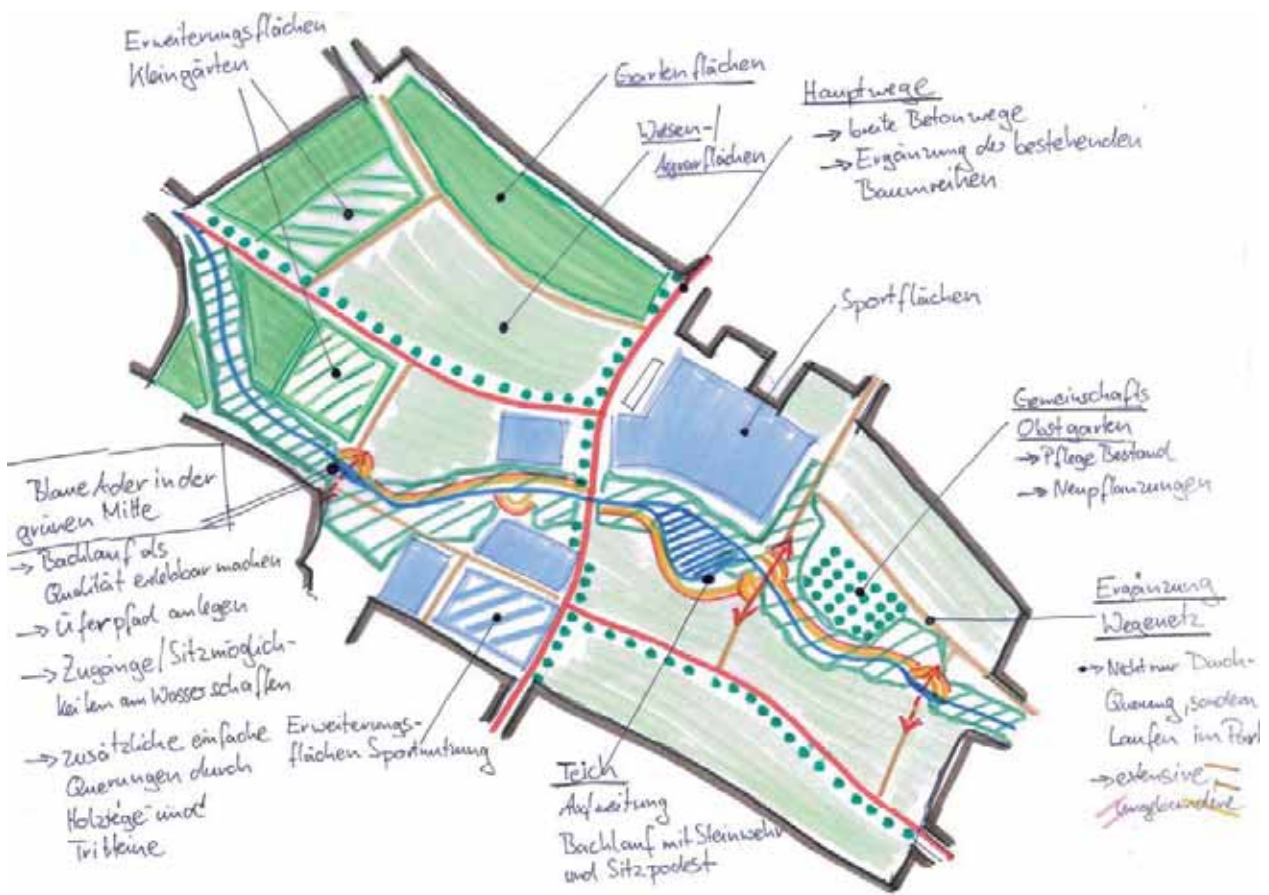 Erweiterungsflächen
Kleingärten
Gartenflächen
Wiesen-/
Agrarflächen
Hauptwege
→ breite Betonwege
→ Ergänzung der bestehenden
Baumreihen
Sportflächen
Gemeinschafts
Obstgarten
→ Pflege Bestand
→ Neupflanzungen
Ergänzung
Wegenetz
→ Nicht nur Durch-
Querung, sondern
Laufen im Park
→ extensive
Blaue Ader in der
grünen Mitte
→ Bachlauf als
Qualität erlebbar machen
→ Uferpfad anlegen
→ Zugänge/Sitzmöglich-
keiten am Wasser schaffen
→ zusätzliche einfache
Querungen durch
Holzstege und
Trittsteine
Erweiterungs-
flächen Sportnutzung
Teich
Aufweitung
Bachlauf mit Steinwehr
und Sitzpodest